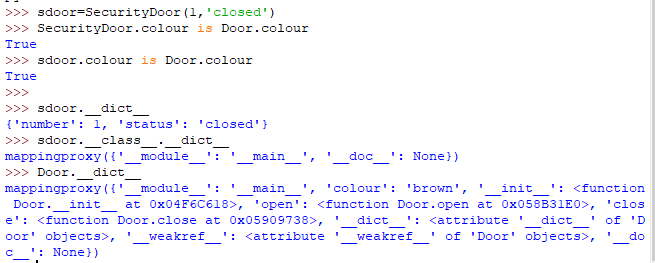 >>> sdoor=SecurityDoor(1,'closed')
>>> SecurityDoor.colour is Door.colour
True
>>> sdoor.colour is Door.colour
True
>>>
>>> sdoor.__dict__
{'number': 1, 'status': 'closed'}
>>> sdoor.__class__.__dict__
mappingproxy({'__module__': '__main__', '__doc__': None})
>>> Door.__dict__
mappingproxy({'__module__': '__main__', 'colour': 'brown', '__init__': <function
Door.__init__ at 0x04F6C618>, 'open': <function Door.open at 0x058B31E0>, 'clos
e': <function Door.close at 0x05909738>, '__dict__': <attribute '__dict__' of 'D
oor' objects>, '__weakref__': <attribute '__weakref__' of 'Door' objects>, '__do
c__': None})